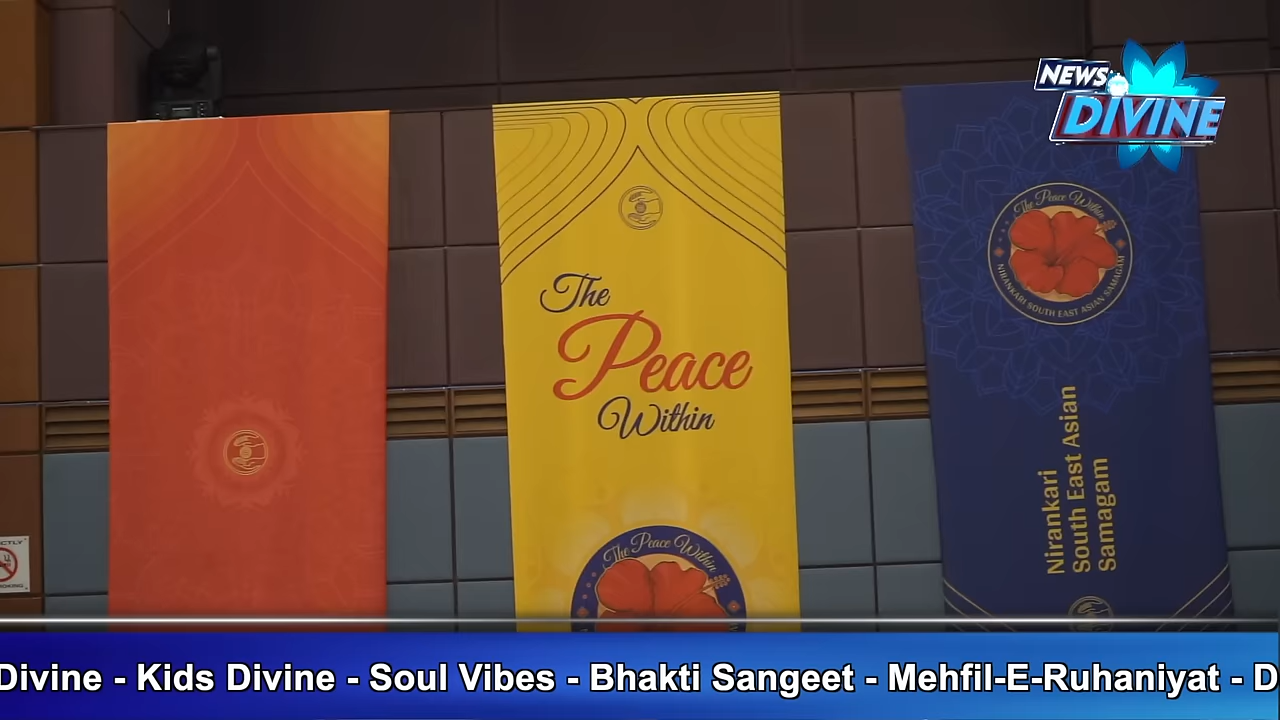 NEWS
DIVINE
The
Peace
Within
The Peace Within
NIRANKARI SOUTH EAST ASIAN SAMAGAM
Nirankari
South East Asian
Samagam
The Peace Within
Divine - Kids Divine - Soul Vibes - Bhakti Sangeet - Mehfil-E-Ruhaniyat - D